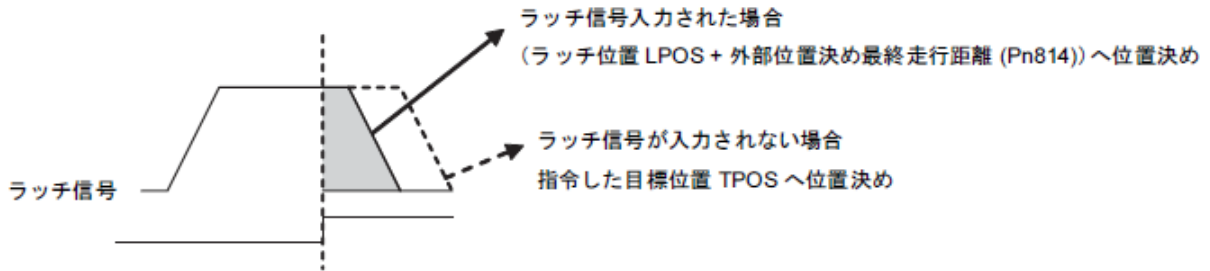 ラッチ信号入力された場合
(ラッチ位置 LPOS + 外部位置決め最終走行距離 (Pn814)) へ位置決め
ラッチ信号が入力されない場合
指令した目標位置 TPOS へ位置決め
ラッチ信号